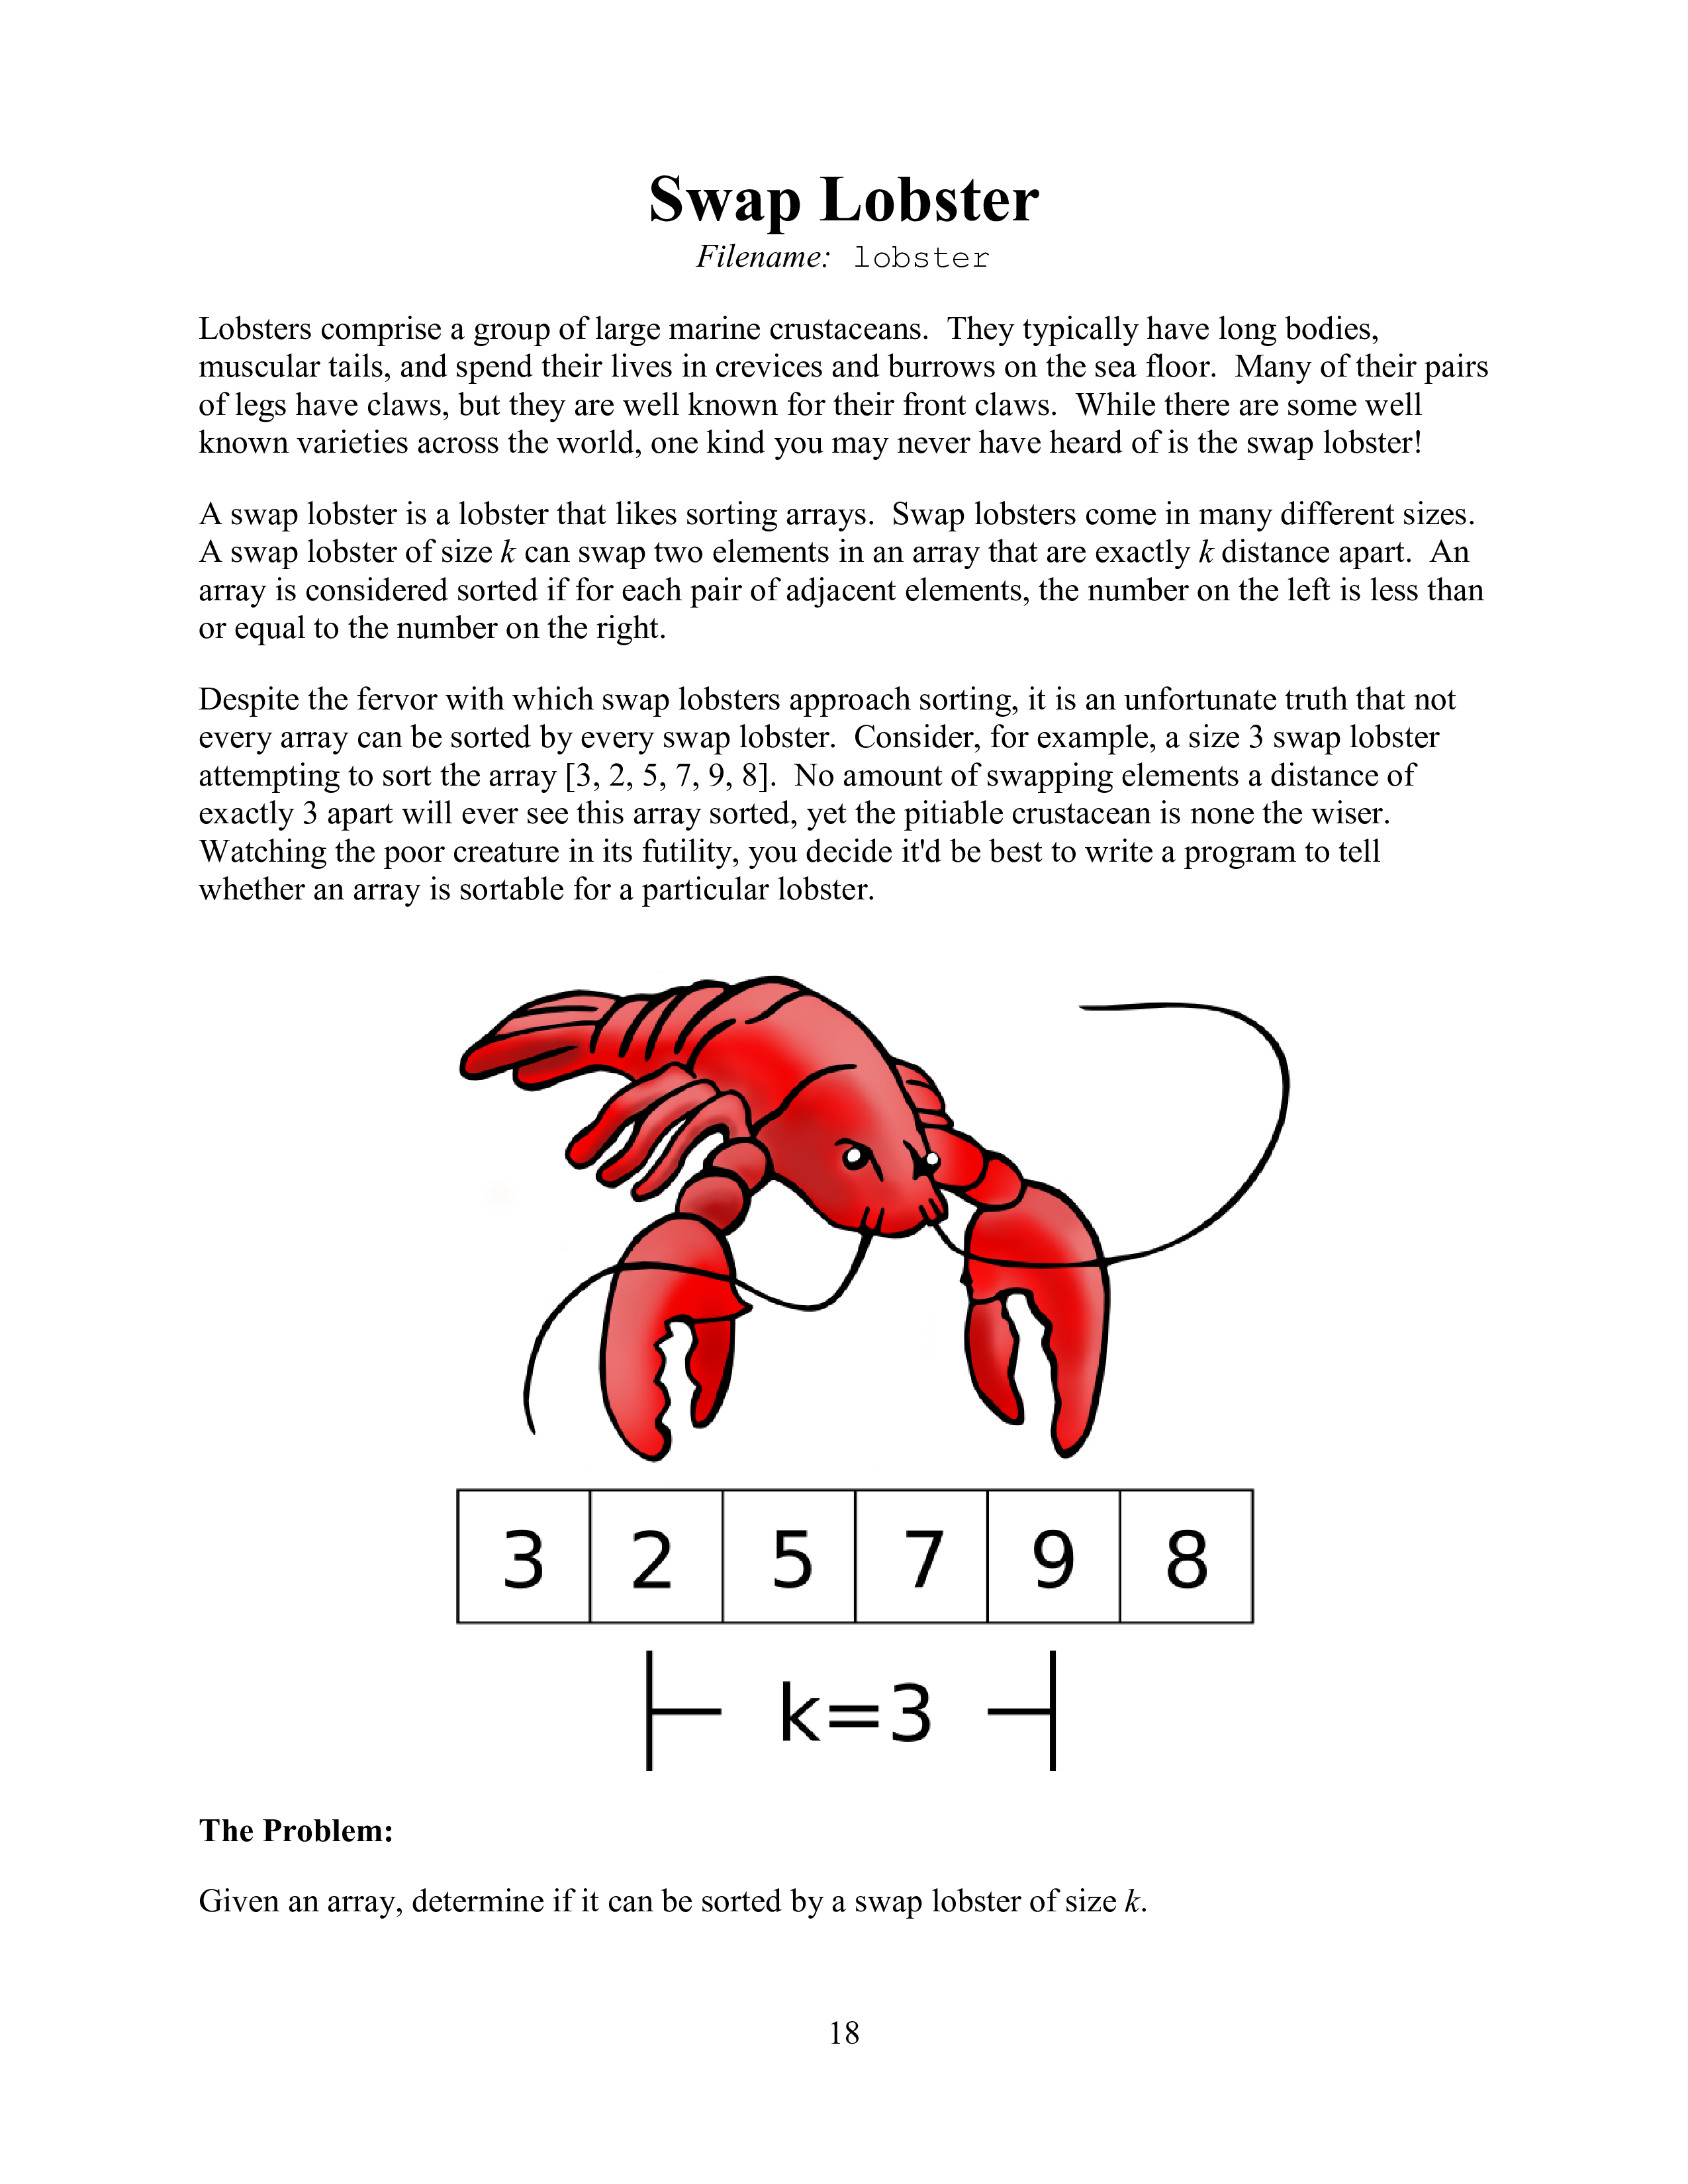 Swap Lobster
Filename: lobster
Lobsters comprise a group of large marine crustaceans. They typically have long bodies,
muscular tails, and spend their lives in crevices and burrows on the sea floor. Many of their pairs
of legs have claws, but they are well known for their front claws. While there are some well
known varieties across the world, one kind you may never have heard of is the swap lobster!
A swap lobster is a lobster that likes sorting arrays. Swap lobsters come in many different sizes.
A swap lobster of size k can swap two elements in an array that are exactly k distance apart. An
array is considered sorted if for each pair of adjacent elements, the number on the left is less than
or equal to the number on the right.
Despite the fervor with which swap lobsters approach sorting, it is an unfortunate truth that not
every array can be sorted by every swap lobster. Consider, for example, a size 3 swap lobster
attempting to sort the array [3, 2, 5, 7, 9, 8]. No amount of swapping elements a distance of
exactly 3 apart will ever see this array sorted, yet the pitiable crustacean is none the wiser.
Watching the poor creature in its futility, you decide it'd be best to write a program to tell
whether an array is sortable for a particular lobster.
3 2 5 7 9 8
k=3
The Problem:
Given an array, determine if it can be sorted by a swap lobster of size k.
18